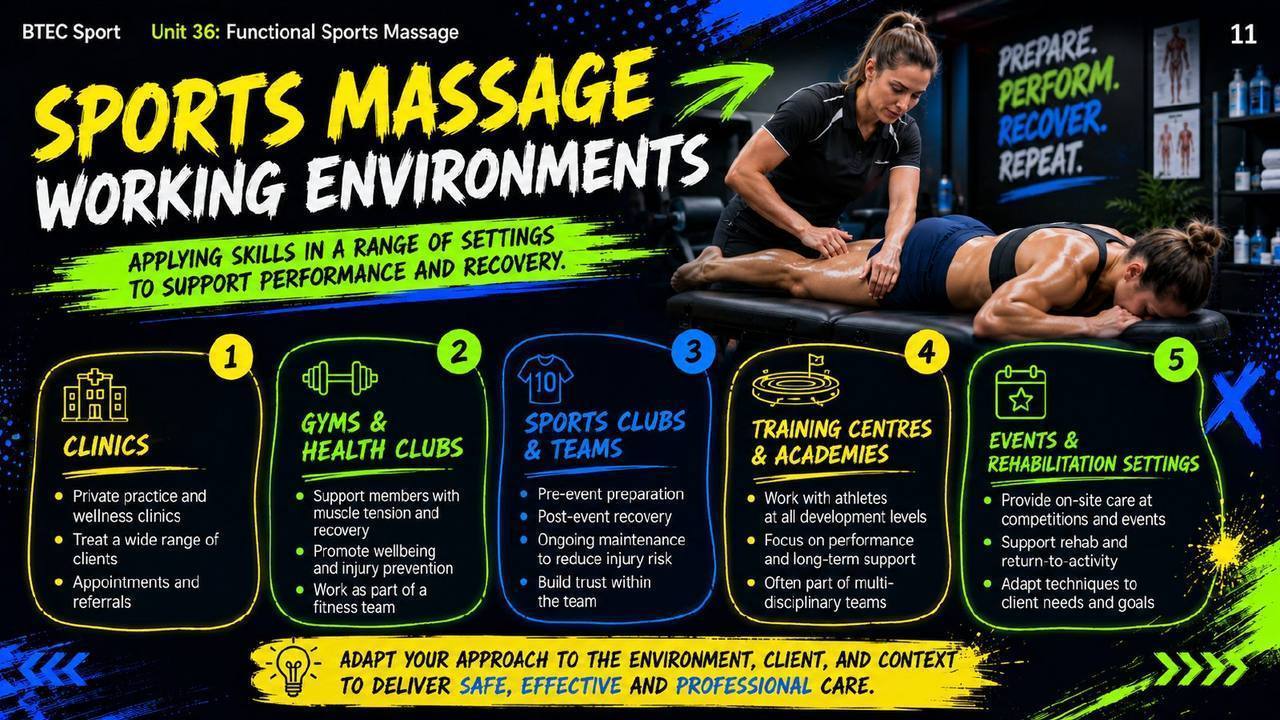 BTEC Sport Unit 36: Functional Sports Massage
11
SPORTS MASSAGE
WORKING ENVIRONMENTS
APPLYING SKILLS IN A RANGE OF SETTINGS
TO SUPPORT PERFORMANCE AND RECOVERY.
PREPARE.
PERFORM.
RECOVER.
REPEAT.
1
CLINICS
• Private practice and
wellness clinics
• Treat a wide range of
clients
• Appointments and
referrals
2
GYMS &
HEALTH CLUBS
• Support members with
muscle tension and
recovery
• Promote wellbeing
and injury prevention
• Work as part of a
fitness team
3
10
SPORTS CLUBS
& TEAMS
• Pre-event preparation
• Post-event recovery
• Ongoing maintenance
to reduce injury risk
• Build trust within
the team
4
TRAINING CENTRES
& ACADEMIES
• Work with athletes
at all development levels
• Focus on performance
and long-term support
• Often part of multi-
disciplinary teams
5
EVENTS &
REHABILITATION SETTINGS
• Provide on-site care at
competitions and events
• Support rehab and
return-to-activity
• Adapt techniques to
client needs and goals
ADAPT YOUR APPROACH TO THE ENVIRONMENT, CLIENT, AND CONTEXT
TO DELIVER SAFE, EFFECTIVE AND PROFESSIONAL CARE.